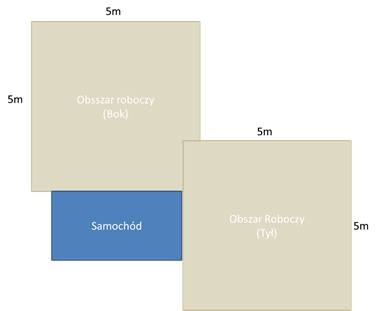 5m
5m
Obsszar roboczy
(Bok)
5m
Samochód
Obszar Roboczy
(Tył)
5m